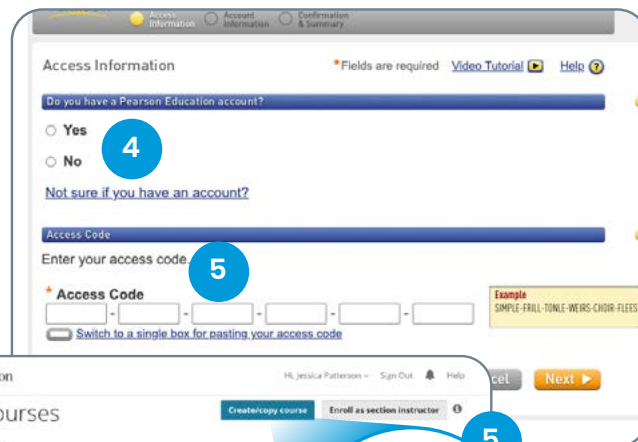 Access Information
Account Information
Confirmation & Summary
Access Information
*Fields are required Video Tutorial Help ?
Do you have a Pearson Education account?
Yes
4
No
Not sure if you have an account?
Access Code
Enter your access code.
5
* Access Code
- - - - -
Switch to a single box for pasting your access code
Example
SIMPLE-FRILL-TONLE-WEIRS-CHOIR-FLEES
on
Hi, Jessica Patterson Sign Out Help
cel Next
ourses
Create/copy course Enroll as section instructor
5